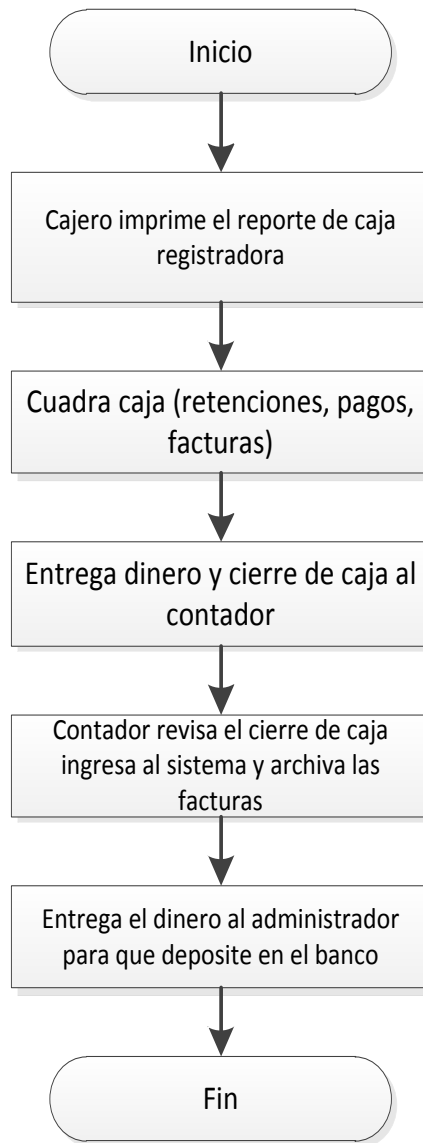 Inicio
Cajero imprime el reporte de caja
registradora
Cuadra caja (retenciones, pagos,
facturas)
Entrega dinero y cierre de caja al
contador
Contador revisa el cierre de caja
ingresa al sistema y archiva las
facturas
Entrega el dinero al administrador
para que deposite en el banco
Fin